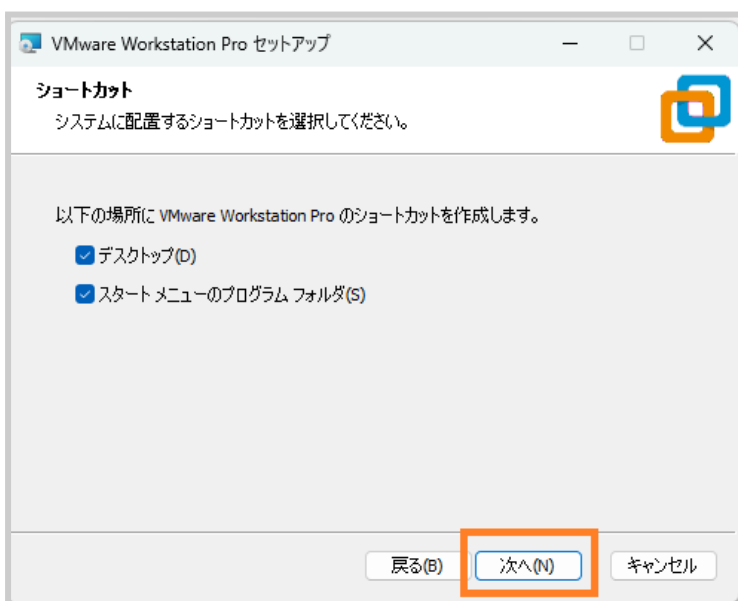 VMware Workstation Pro セットアップ
ショートカット
システムに配置するショートカットを選択してください。
以下の場所に VMware Workstation Pro のショートカットを作成します。
デスクトップ(D)
スタート メニューのプログラム フォルダ(S)
戻る(B) 次へ(N) キャンセル